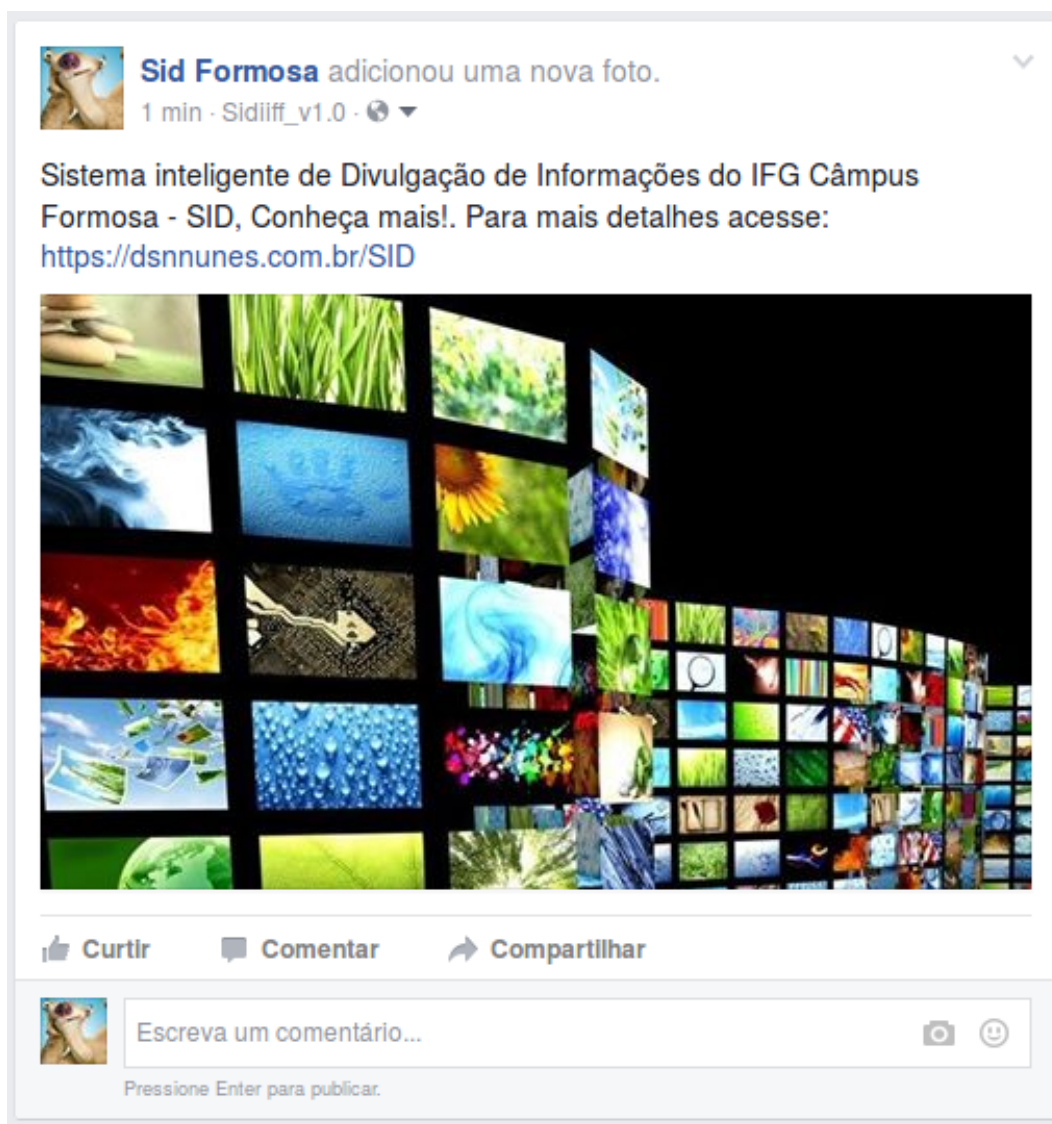 Sid Formosa adicionou uma nova foto.
1 min · Sidiiff_v1.0 ·
Sistema inteligente de Divulgação de Informações do IFG Câmpus
Formosa - SID, Conheça mais!. Para mais detalhes acesse:
https://dsnnunes.com.br/SID
Curtir Comentar Compartilhar
Escreva um comentário...
Pressione Enter para publicar.